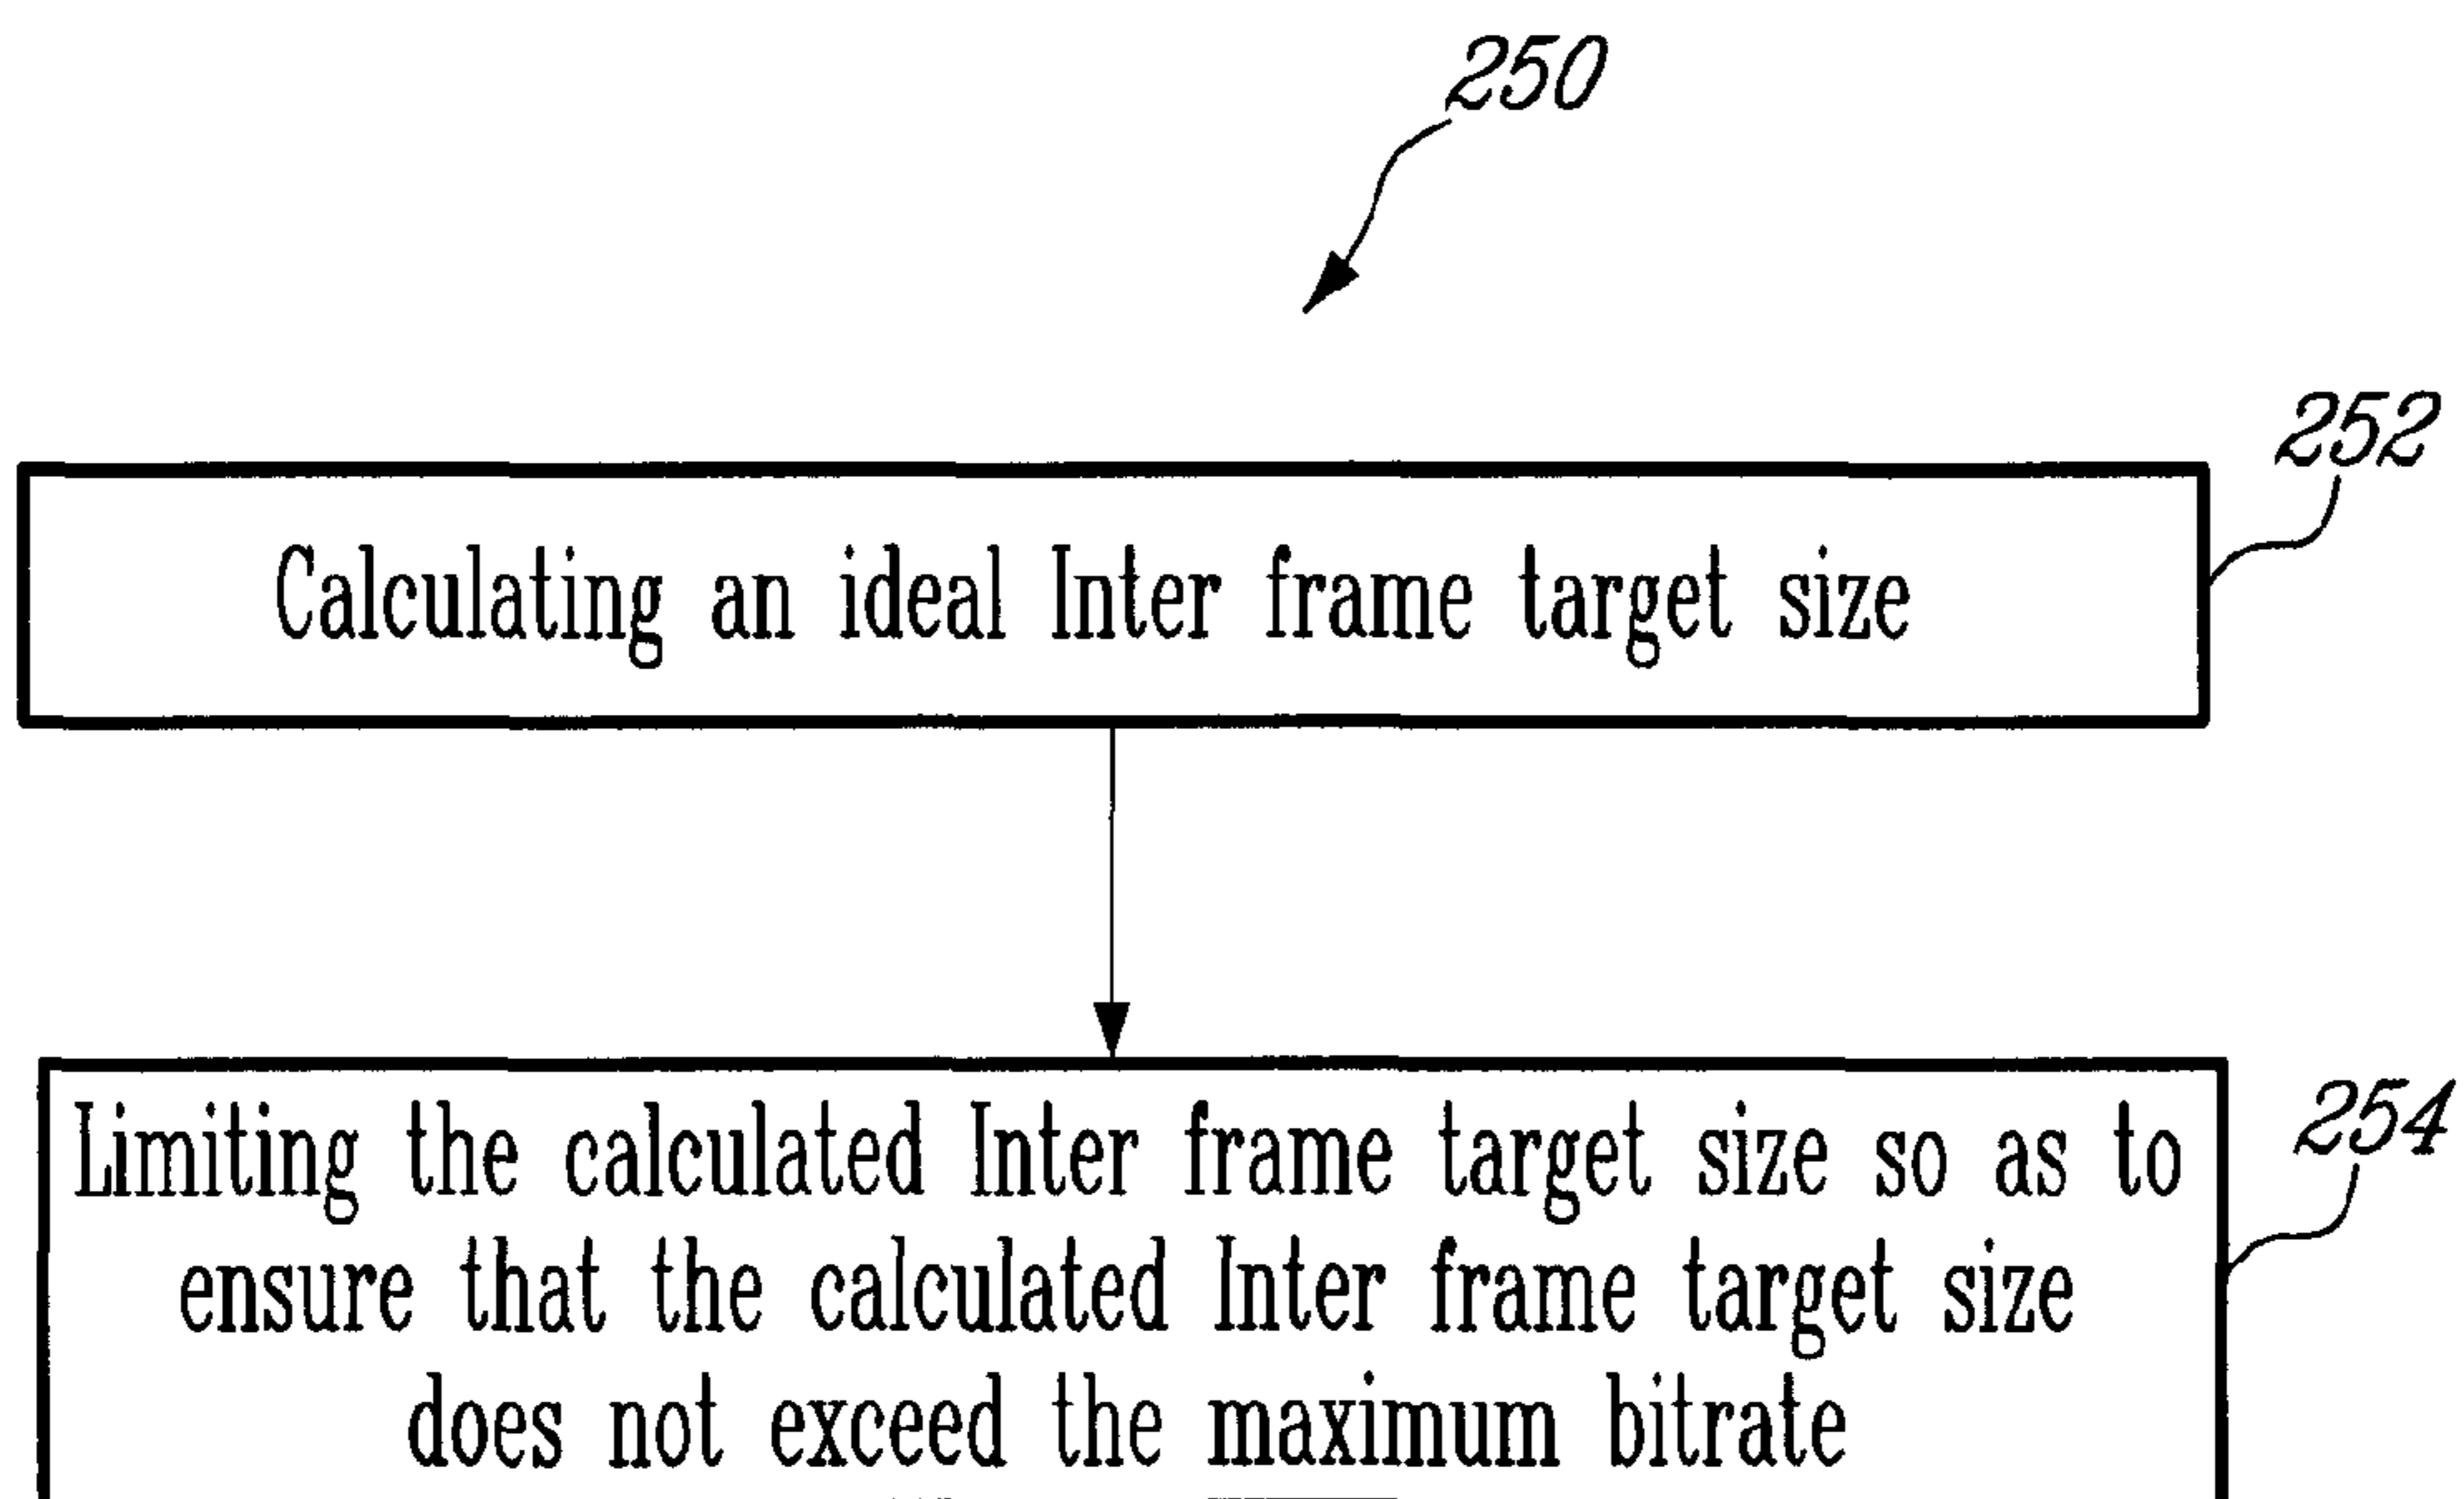 250
252
Calculating an ideal Inter frame target size
254
Limiting the calculated Inter frame target size so as to
ensure that the calculated Inter frame target size
does not exceed the maximum bitrate